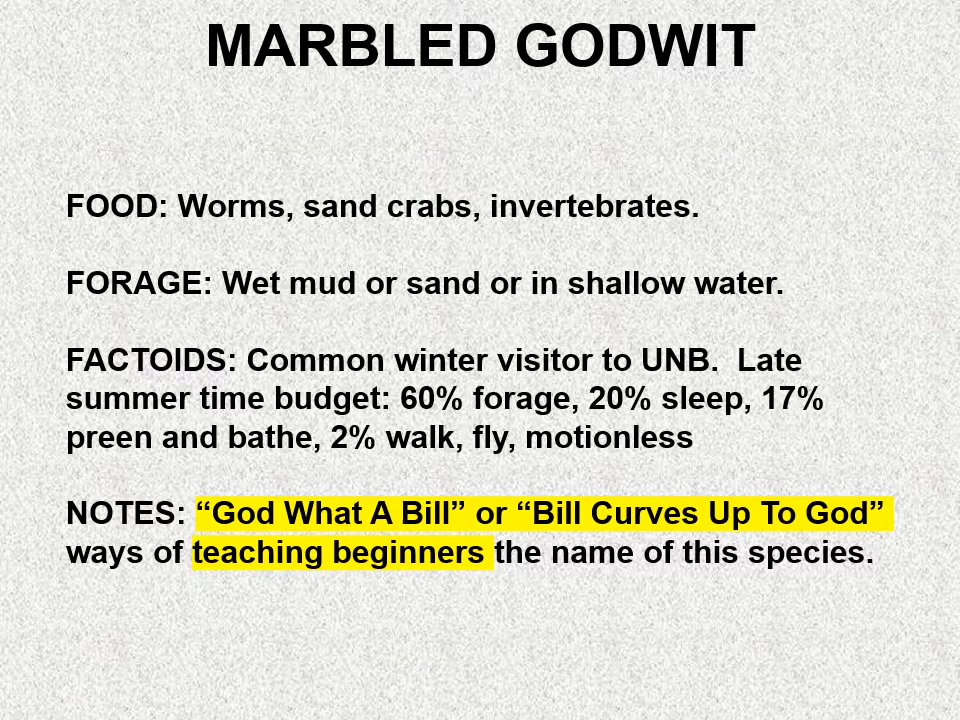 MARBLED GODWIT
FOOD: Worms, sand crabs, invertebrates.
FORAGE: Wet mud or sand or in shallow water.
FACTOIDS: Common winter visitor to UNB.  Late
summer time budget: 60% forage, 20% sleep, 17%
preen and bathe, 2% walk, fly, motionless
NOTES: “God What A Bill” or “Bill Curves Up To God”
ways of teaching beginners the name of this species.